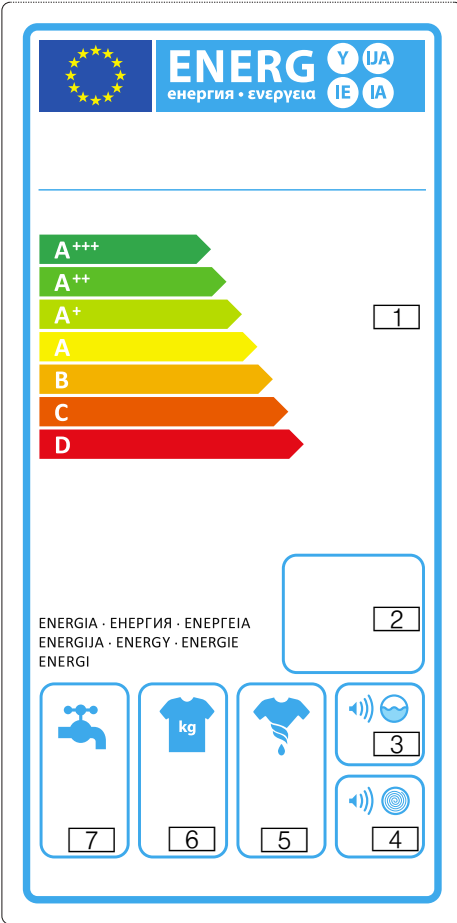 ENERG Y IJA
енергия · ενεργεια IE IA
A+++
A++
A+
1
A
B
C
D
2
ENERGIA · ЕНЕРГИЯ · ΕΝΕΡΓΕΙΑ
ENERGIJA · ENERGY · ENERGIE
ENERGI
kg
3
7
6
5
4